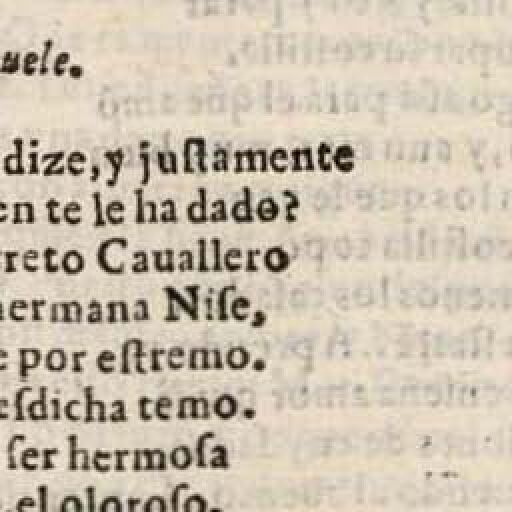 uele.
dize, y juſtamente
en te le ha dado?
reto Cauallero
hermana Niſe,
e por eſtremo.
eſdicha temo.
ſer hermoſa
el oloroſo.